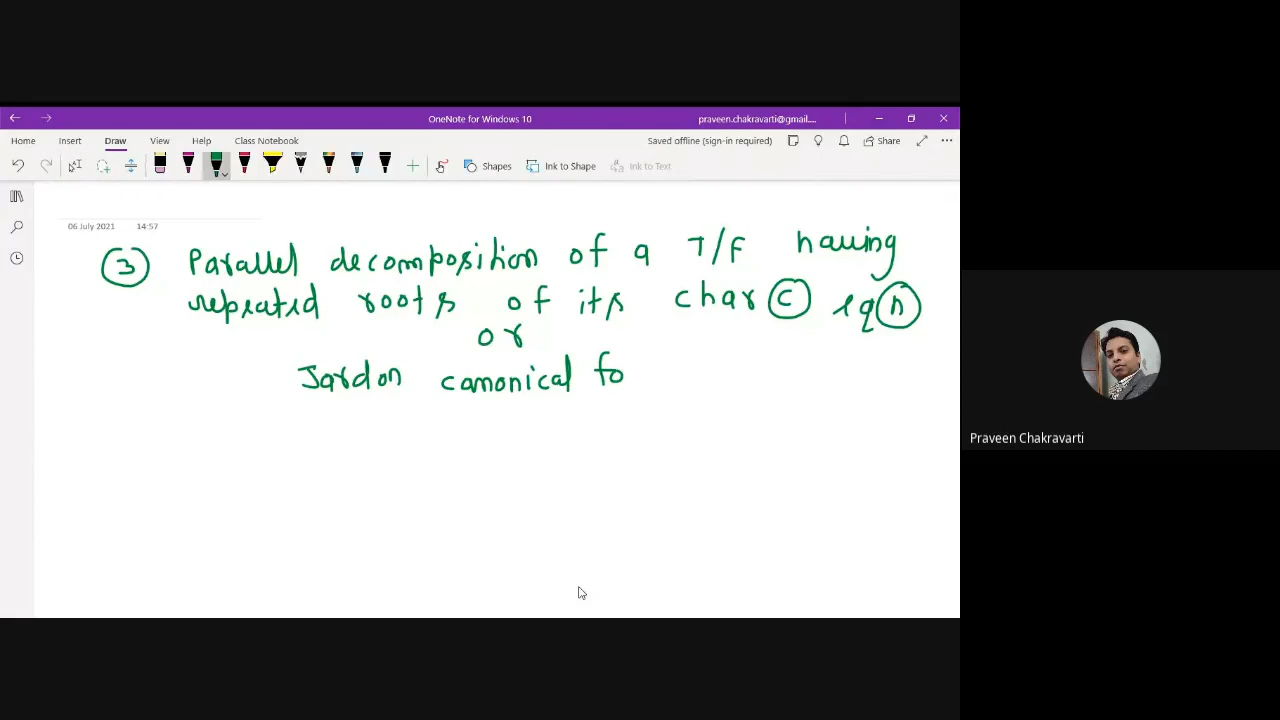 OneNote for Windows 10
praveen.chakravarti@gmail....
Home Insert Draw View Help Class Notebook
Saved offline (sign-in required)
Share
Shapes Ink to Shape Ink to Text
06 July 2021 14:57
3 Parallel decomposition of a T/F having
repeated roots of its char c eq n
or
Jordon canonical fo
Praveen Chakravarti